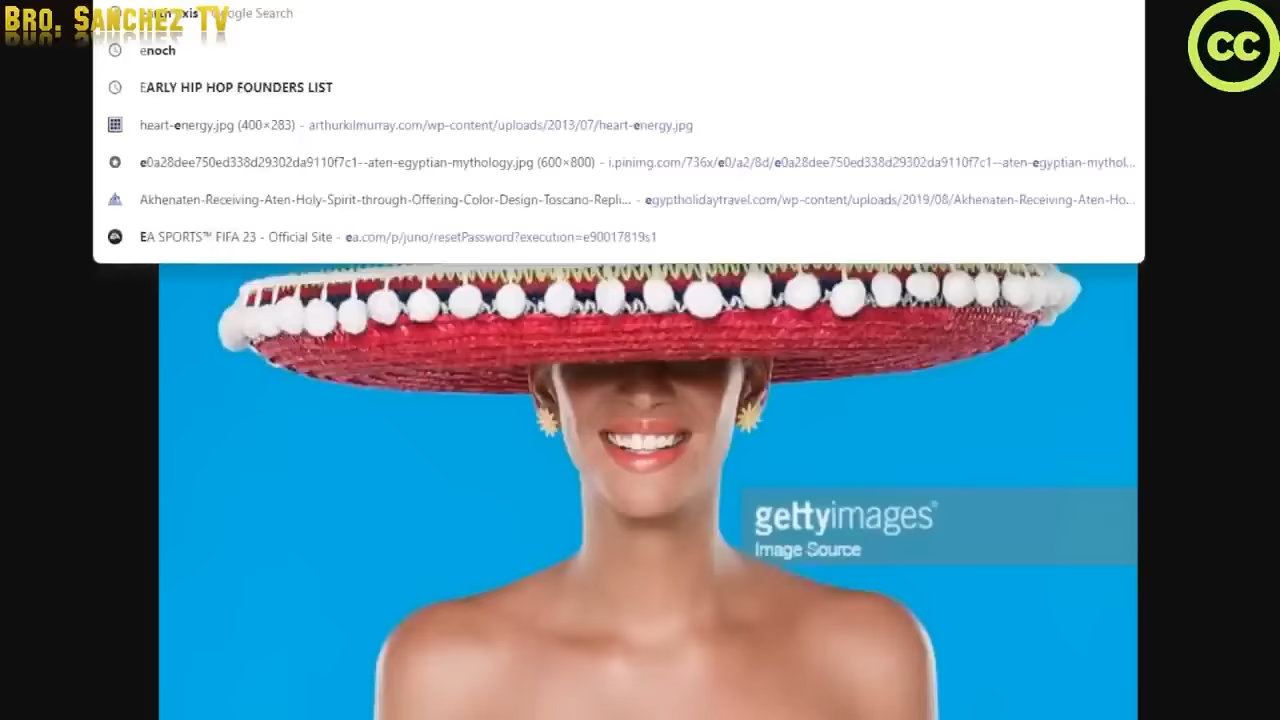 Bro. Sanchez TV
Google Search
enoch
EARLY HIP HOP FOUNDERS LIST
heart-energy.jpg (400×283) - arthurkilmurray.com/wp-content/uploads/2013/07/heart-energy.jpg
e0a28dee750ed338d29302da9110f7c1--aten-egyptian-mythology.jpg (600×800) - i.pinimg.com/736x/e0/a2/8d/e0a28dee750ed338d29302da9110f7c1--aten-egyptian-mythol...
Akhenaten-Receiving-Aten-Holy-Spirit-through-Offering-Color-Design-Toscano-Repli... - egyptholidaytravel.com/wp-content/uploads/2019/08/Akhenaten-Receiving-Aten-Ho...
EA SPORTS™ FIFA 23 - Official Site - ea.com/p/juno/resetPassword?execution=e90017819s1
CC
gettyimages®
Image Source